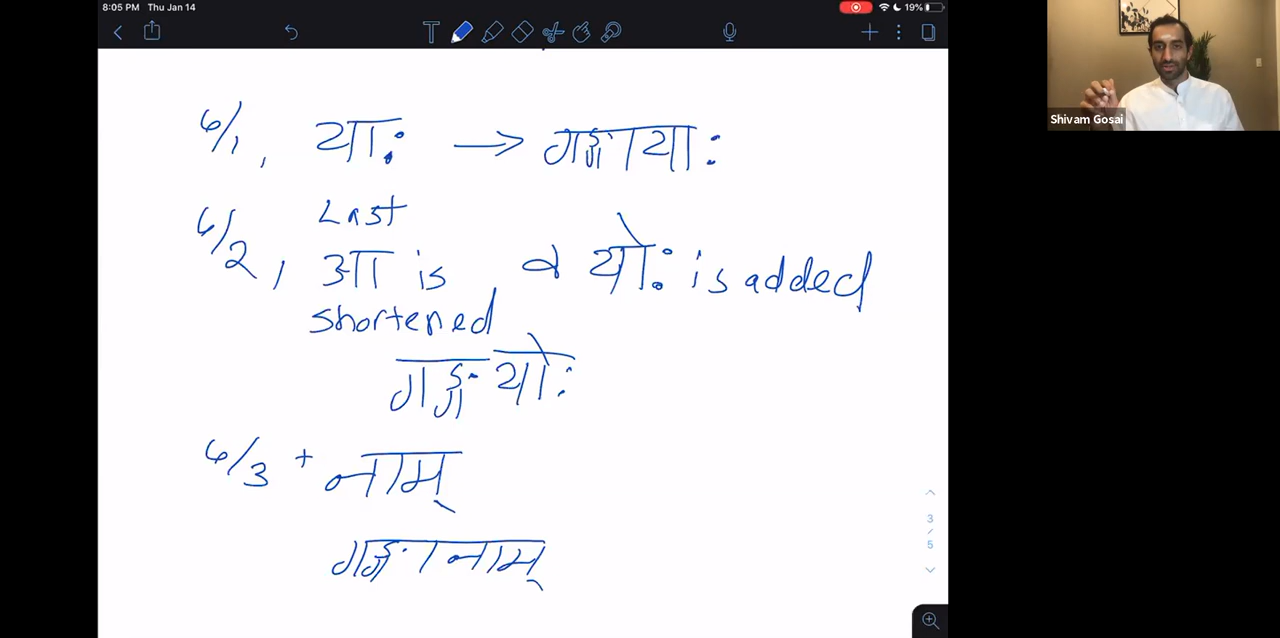 8:05 PM Thu Jan 14
19%
T
Shivam Gosai
6/1, याः → गङ्गायाः
Last
6/2, आ is
shortened
, & योः is added
गङ्गयोः
6/3 + नाम्
गङ्गानाम्
3
/
5